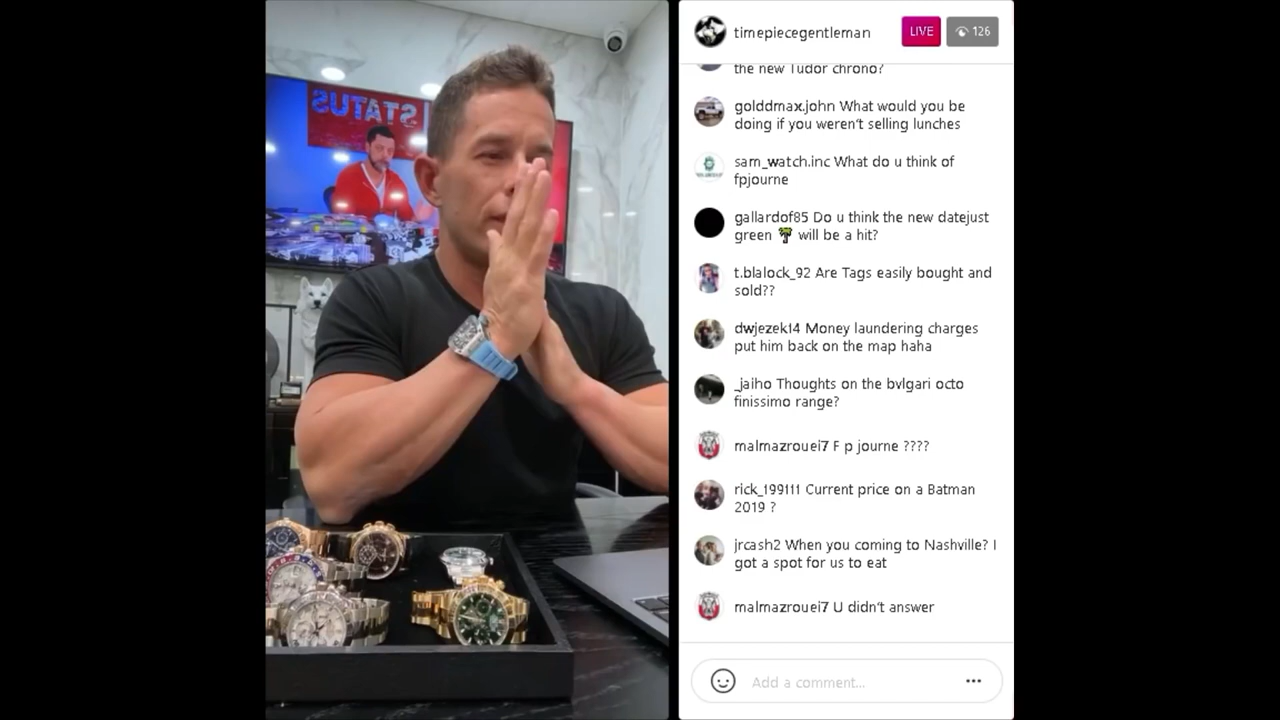 STATUS
timepiecegentleman
LIVE
126
the new Tudor chrono?
golddmax.john What would you be
doing if you weren't selling lunches
sam_watch.inc What do u think of
fpjourne
gallardof85 Do u think the new datejust
green 🌴 will be a hit?
t.blalock_92 Are Tags easily bought and
sold??
dwjezek14 Money laundering charges
put him back on the map haha
_jaiho Thoughts on the bvlgari octo
finissimo range?
malmazrouei7 F p journe ????
rick_199111 Current price on a Batman
2019 ?
jrcash2 When you coming to Nashville? I
got a spot for us to eat
malmazrouei7 U didn't answer
Add a comment...